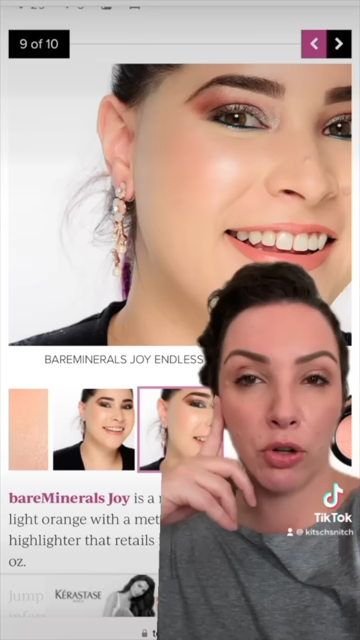 9 of 10
BAREMINERALS JOY ENDLESS
bareMinerals Joy is a
light orange with a met
highlighter that retails
oz.
Jump
KÉRASTASE
TikTok
@ kitschsnitch